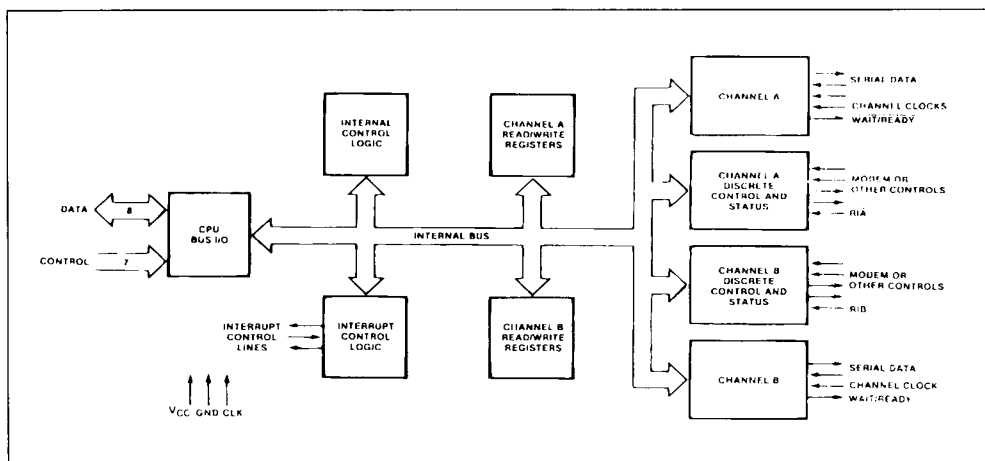 INTERNAL
CONTROL
LOGIC
CHANNEL A
READ/WRITE
REGISTERS
CHANNEL A
SERIAL DATA
CHANNEL CLOCKS
WAIT/READY
CHANNEL A
DISCRETE
CONTROL AND
STATUS
MODEM OR
OTHER CONTROLS
RIA
DATA
8
CONTROL
7
CPU
BUS I/O
INTERNAL BUS
CHANNEL B
DISCRETE
CONTROL AND
STATUS
MODEM OR
OTHER CONTROLS
RIB
INTERRUPT
CONTROL
LINES
INTERRUPT
CONTROL
LOGIC
CHANNEL B
READ/WRITE
REGISTERS
CHANNEL B
SERIAL DATA
CHANNEL CLOCK
WAIT/READY
VCC GND CLK